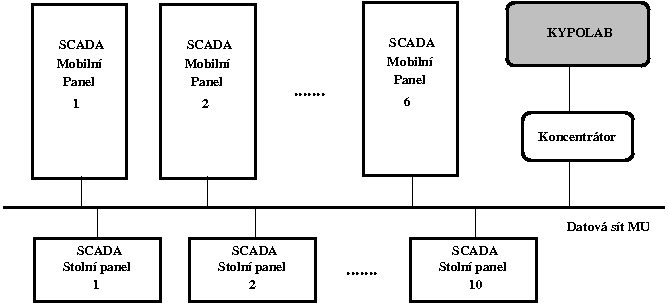 SCADA
Mobilní
Panel
1
SCADA
Mobilní
Panel
2
.......
SCADA
Mobilní
Panel
6
KYPOLAB
Koncentrátor
Datová sít MU
SCADA
Stolní panel
1
SCADA
Stolní panel
2
.......
SCADA
Stolní panel
10